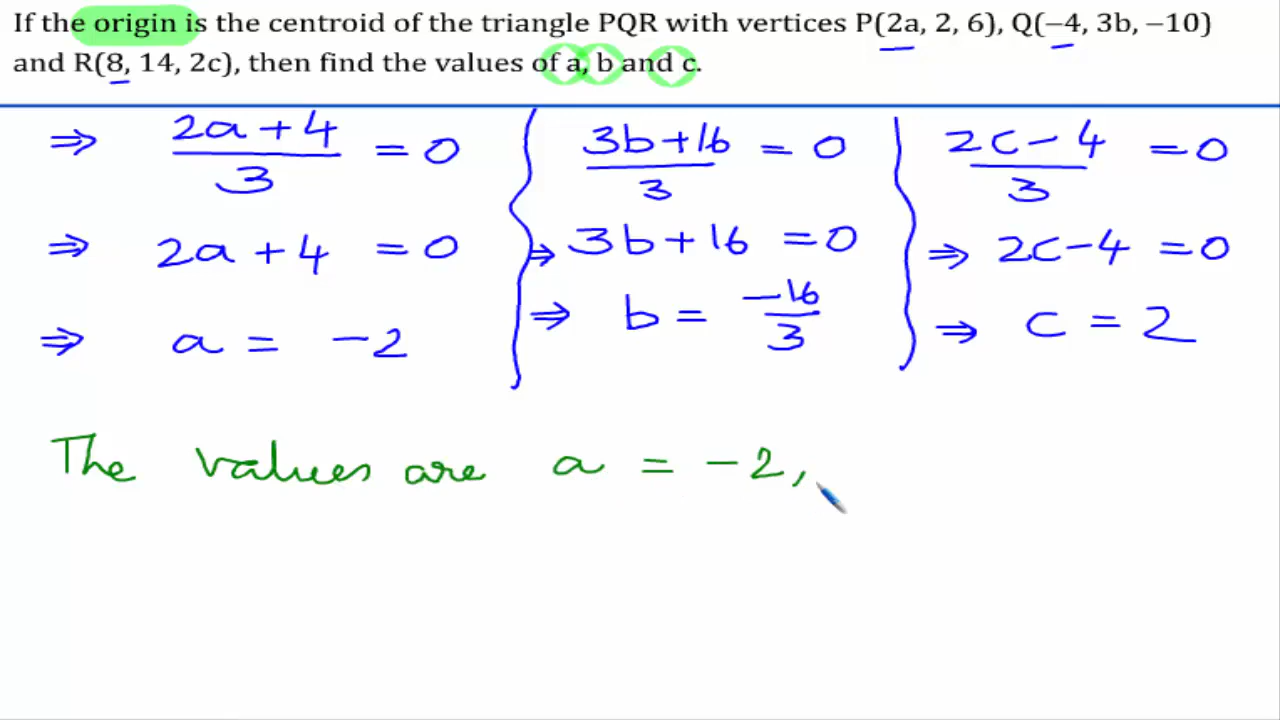 If the origin is the centroid of the triangle PQR with vertices P(2a, 2, 6), Q(−4, 3b, −10)
and R(8, 14, 2c), then find the values of a, b and c.
⇒ (2a + 4)/3 = 0 (3b + 16)/3 = 0 (2c − 4)/3 = 0
⇒ 2a + 4 = 0 ⇒ 3b + 16 = 0 ⇒ 2c − 4 = 0
⇒ a = −2 ⇒ b = −16/3 ⇒ c = 2
The values are a = −2,